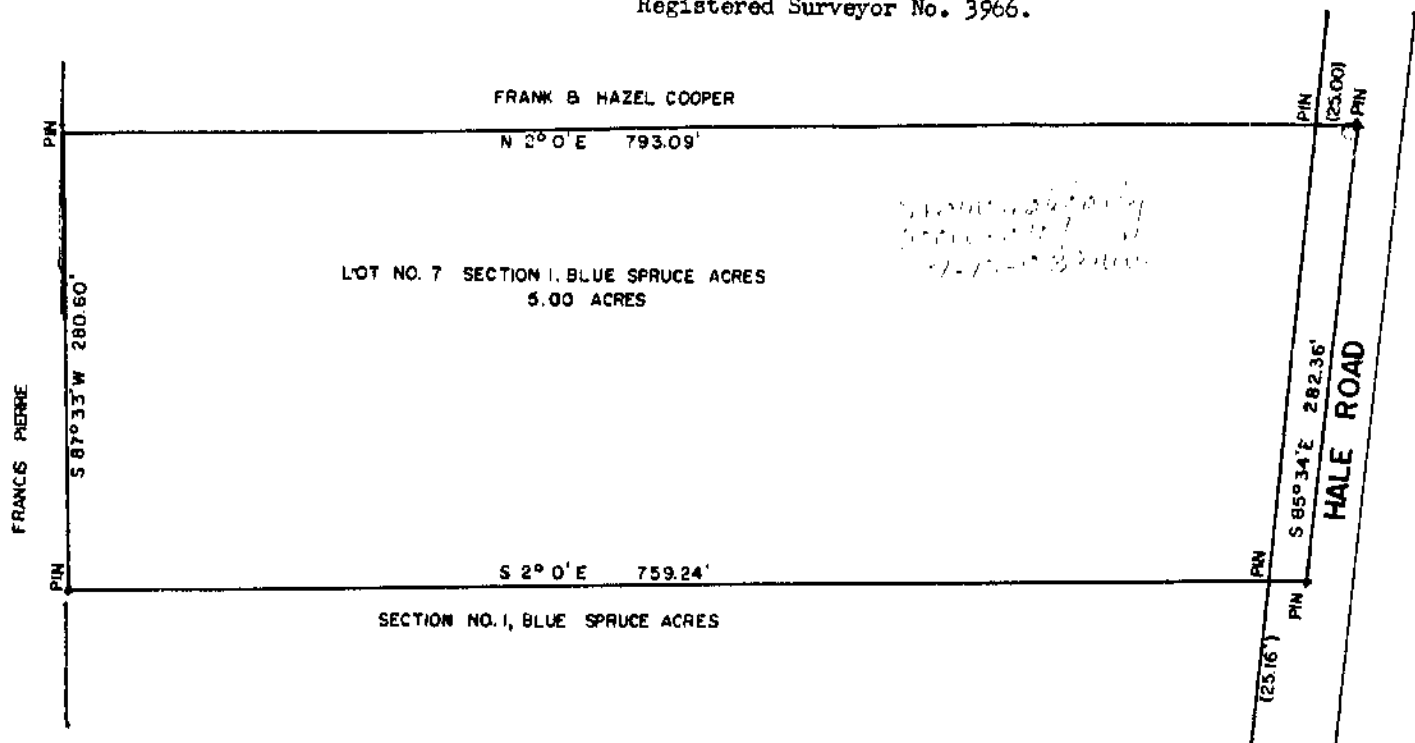 Registered Surveyor No. 3966.
FRANK & HAZEL COOPER
PIN
PIN
(25.00)
PIN
N 2° 0' E 793.09'
LOT NO. 7 SECTION 1, BLUE SPRUCE ACRES
5.00 ACRES
FRANCIS PIERRE
S 87° 33' W 280.60'
S 85° 34' E 282.36'
HALE ROAD
PIN
S 2° 0' E 759.24'
PIN
PIN
SECTION NO. 1, BLUE SPRUCE ACRES
(25.16')